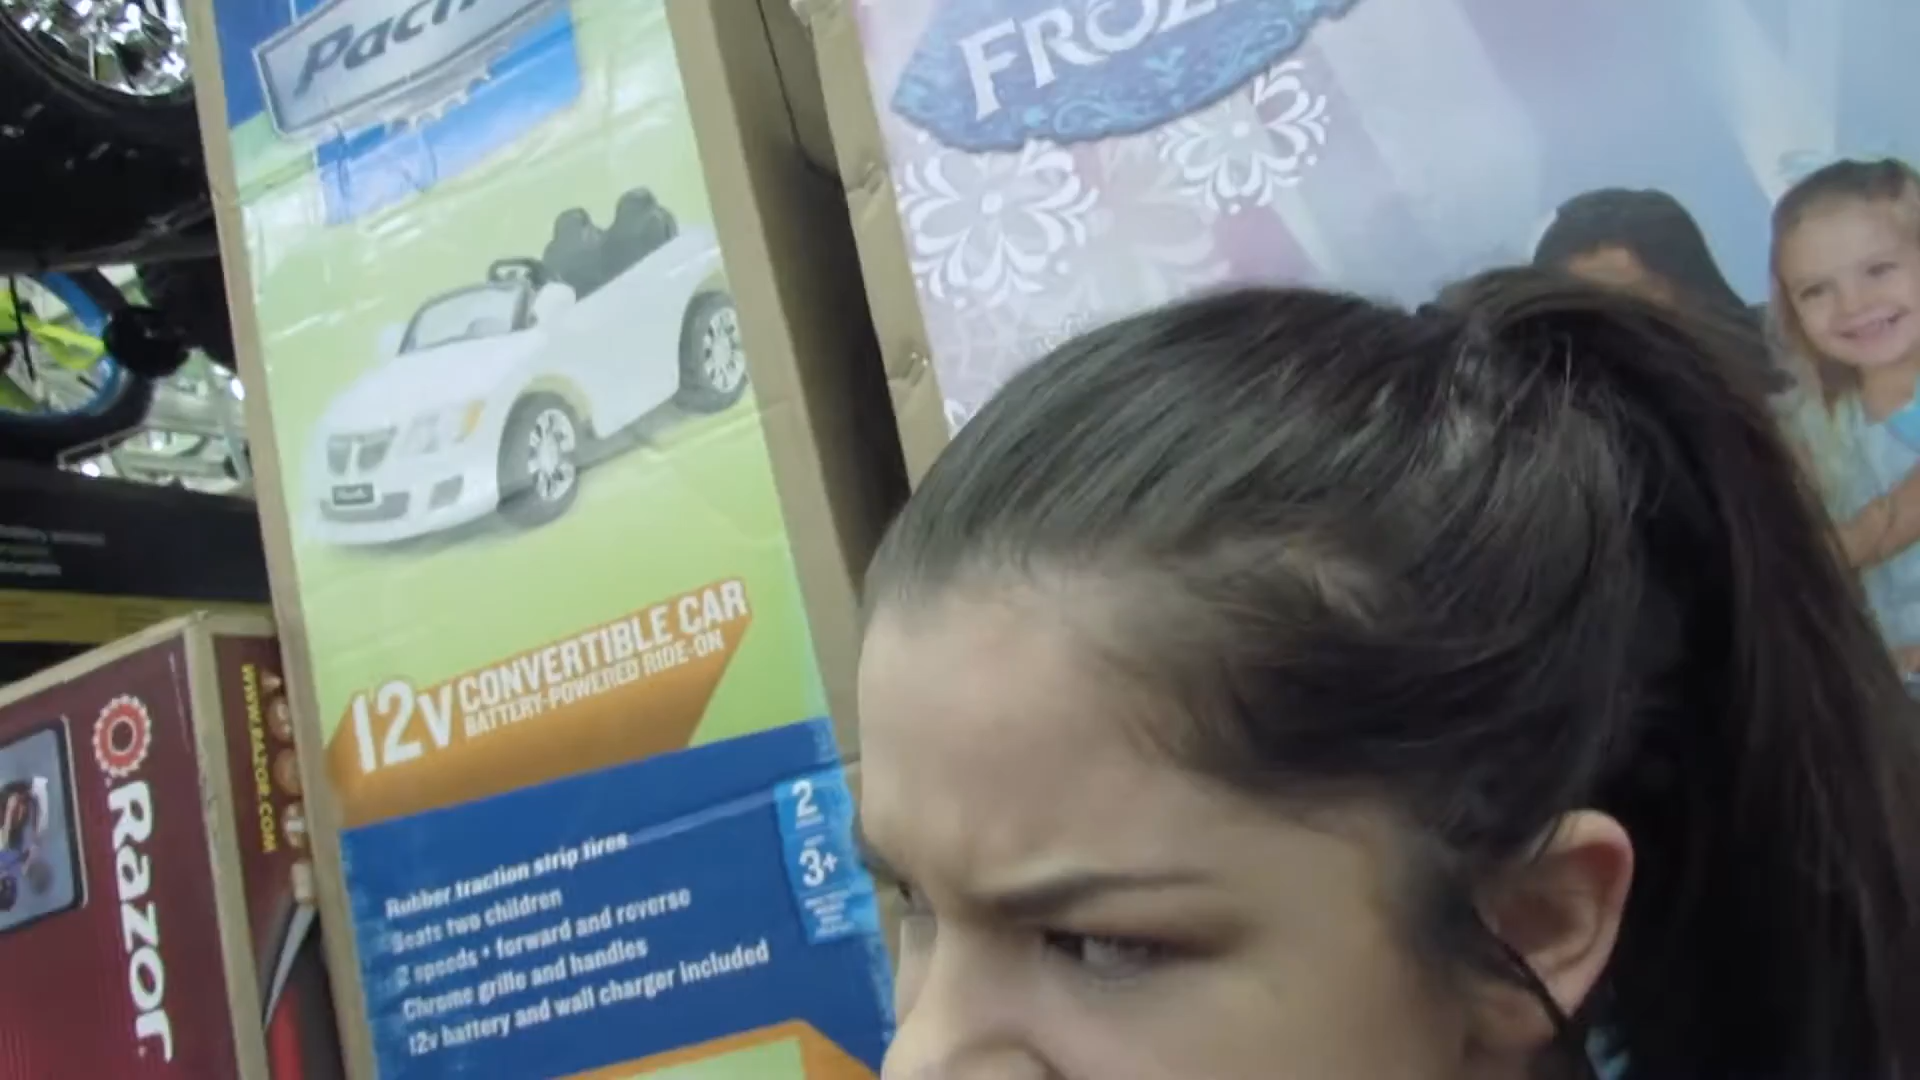 FROZ
12v CONVERTIBLE CAR
BATTERY-POWERED RIDE-ON
Rubber traction strip tires
Seats two children
2 speeds • forward and reverse
Chrome grille and handles
12v battery and wall charger included
2
3+
Razor
WWW.RAZOR.COM